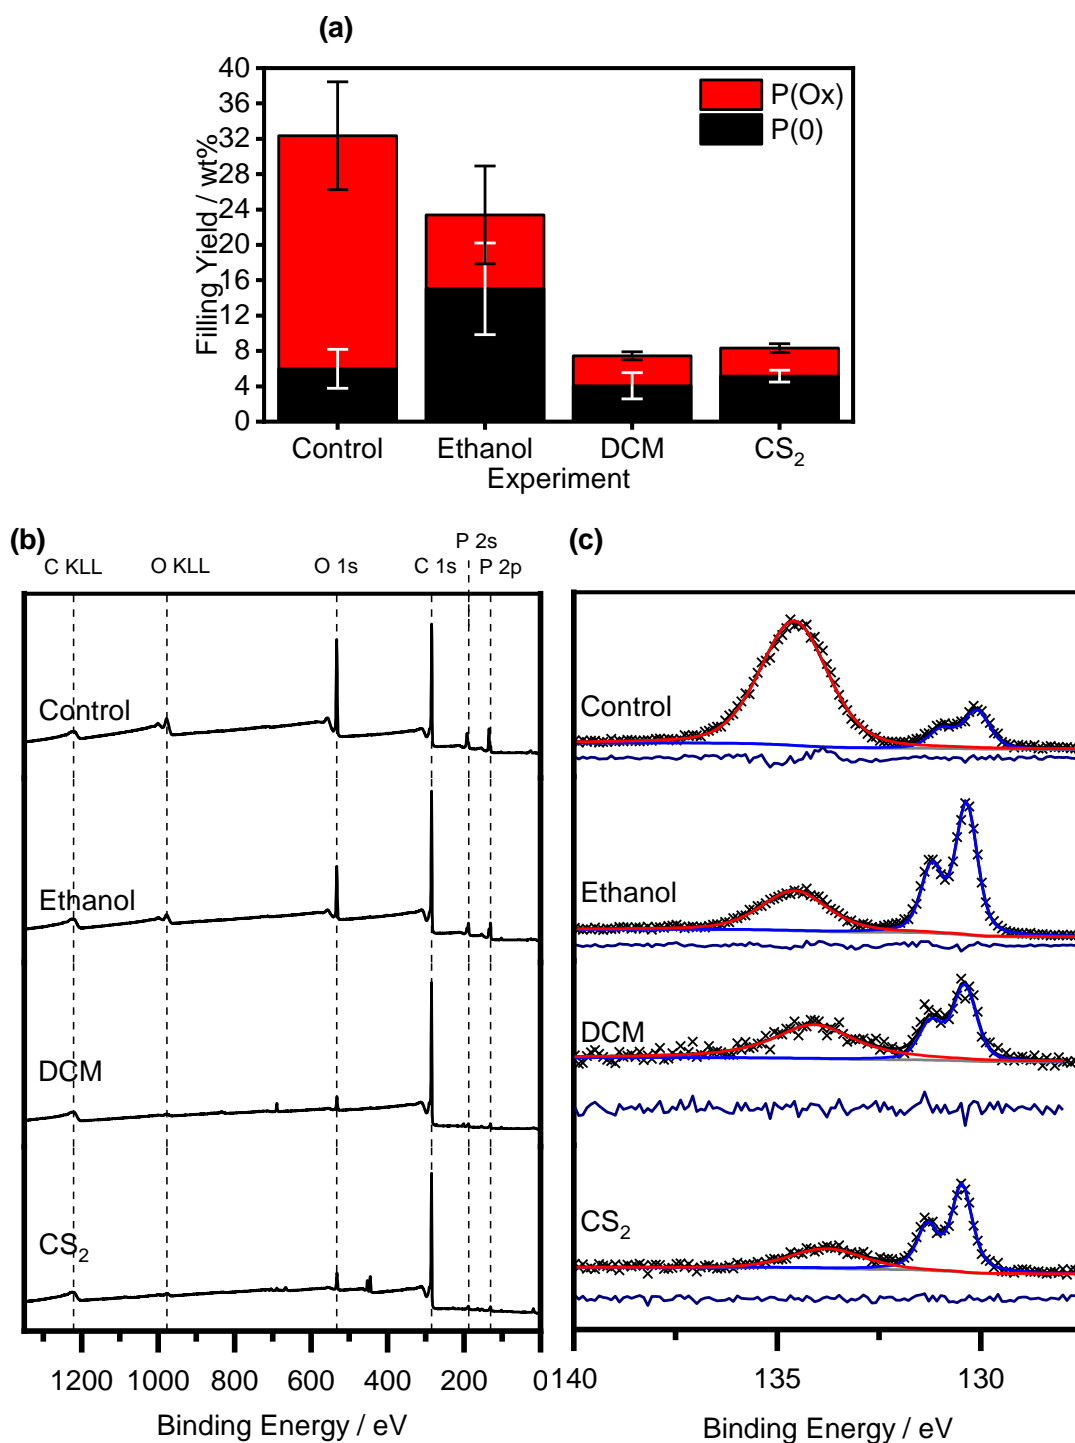 (a)
Filling Yield / wt%
40
36
32
28
24
20
16
12
8
4
0
P(Ox)
P(0)
Control Ethanol DCM CS₂
Experiment
(b)
C KLL O KLL O 1s C 1s P 2s P 2p
Control
Ethanol
DCM
CS₂
1200 1000 800 600 400 200 0
Binding Energy / eV
(c)
Control
Ethanol
DCM
CS₂
140 135 130
Binding Energy / eV